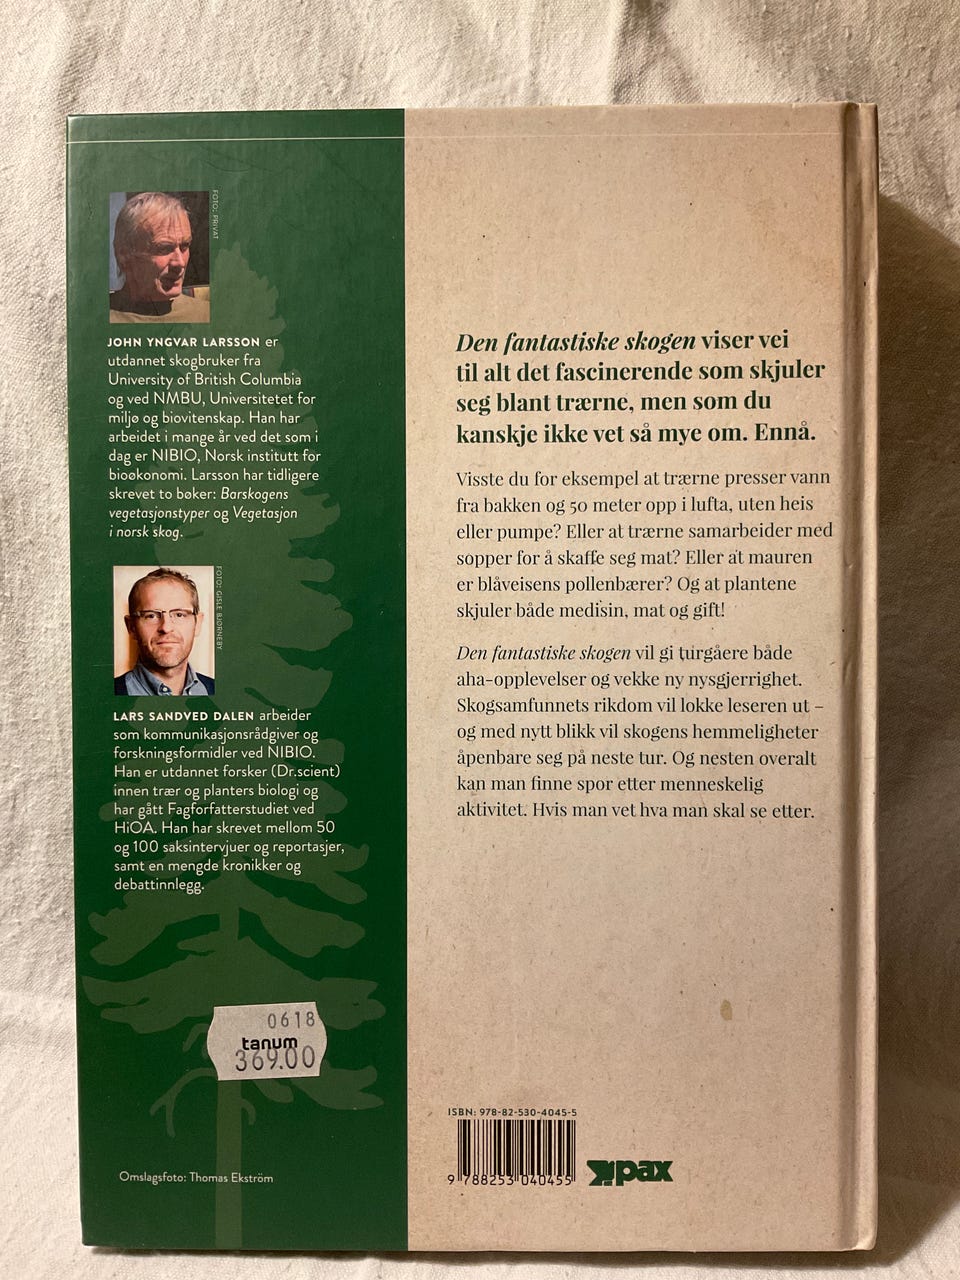 FOTO: PRIVAT
JOHN YNGVAR LARSSON er
utdannet skogbruker fra
University of British Columbia
og ved NMBU, Universitetet for
miljø og biovitenskap. Han har
arbeidet i mange år ved det som i
dag er NIBIO, Norsk institutt for
bioøkonomi. Larsson har tidligere
skrevet to bøker: Barskogens
vegetasjonstyper og Vegetasjon
i norsk skog.
FOTO: GISLE BJØRNEBY
LARS SANDVED DALEN arbeider
som kommunikasjonsrådgiver og
forskningsformidler ved NIBIO.
Han er utdannet forsker (Dr.scient)
innen trær og planters biologi og
har gått Fagforfatterstudiet ved
HiOA. Han har skrevet mellom 50
og 100 saksintervjuer og reportasjer,
samt en mengde kronikker og
debattinnlegg.
0618
tanum
369.00
Omslagsfoto: Thomas Ekström
Den fantastiske skogen viser vei
til alt det fascinerende som skjuler
seg blant trærne, men som du
kanskje ikke vet så mye om. Ennå.
Visste du for eksempel at trærne presser vann
fra bakken og 50 meter opp i lufta, uten heis
eller pumpe? Eller at trærne samarbeider med
sopper for å skaffe seg mat? Eller at mauren
er blåveisens pollenbærer? Og at plantene
skjuler både medisin, mat og gift!
Den fantastiske skogen vil gi turgåere både
aha-opplevelser og vekke ny nysgjerrighet.
Skogsamfunnets rikdom vil lokke leseren ut –
og med nytt blikk vil skogens hemmeligheter
åpenbare seg på neste tur. Og nesten overalt
kan man finne spor etter menneskelig
aktivitet. Hvis man vet hva man skal se etter.
ISBN: 978-82-530-4045-5
9 788253 040455
pax